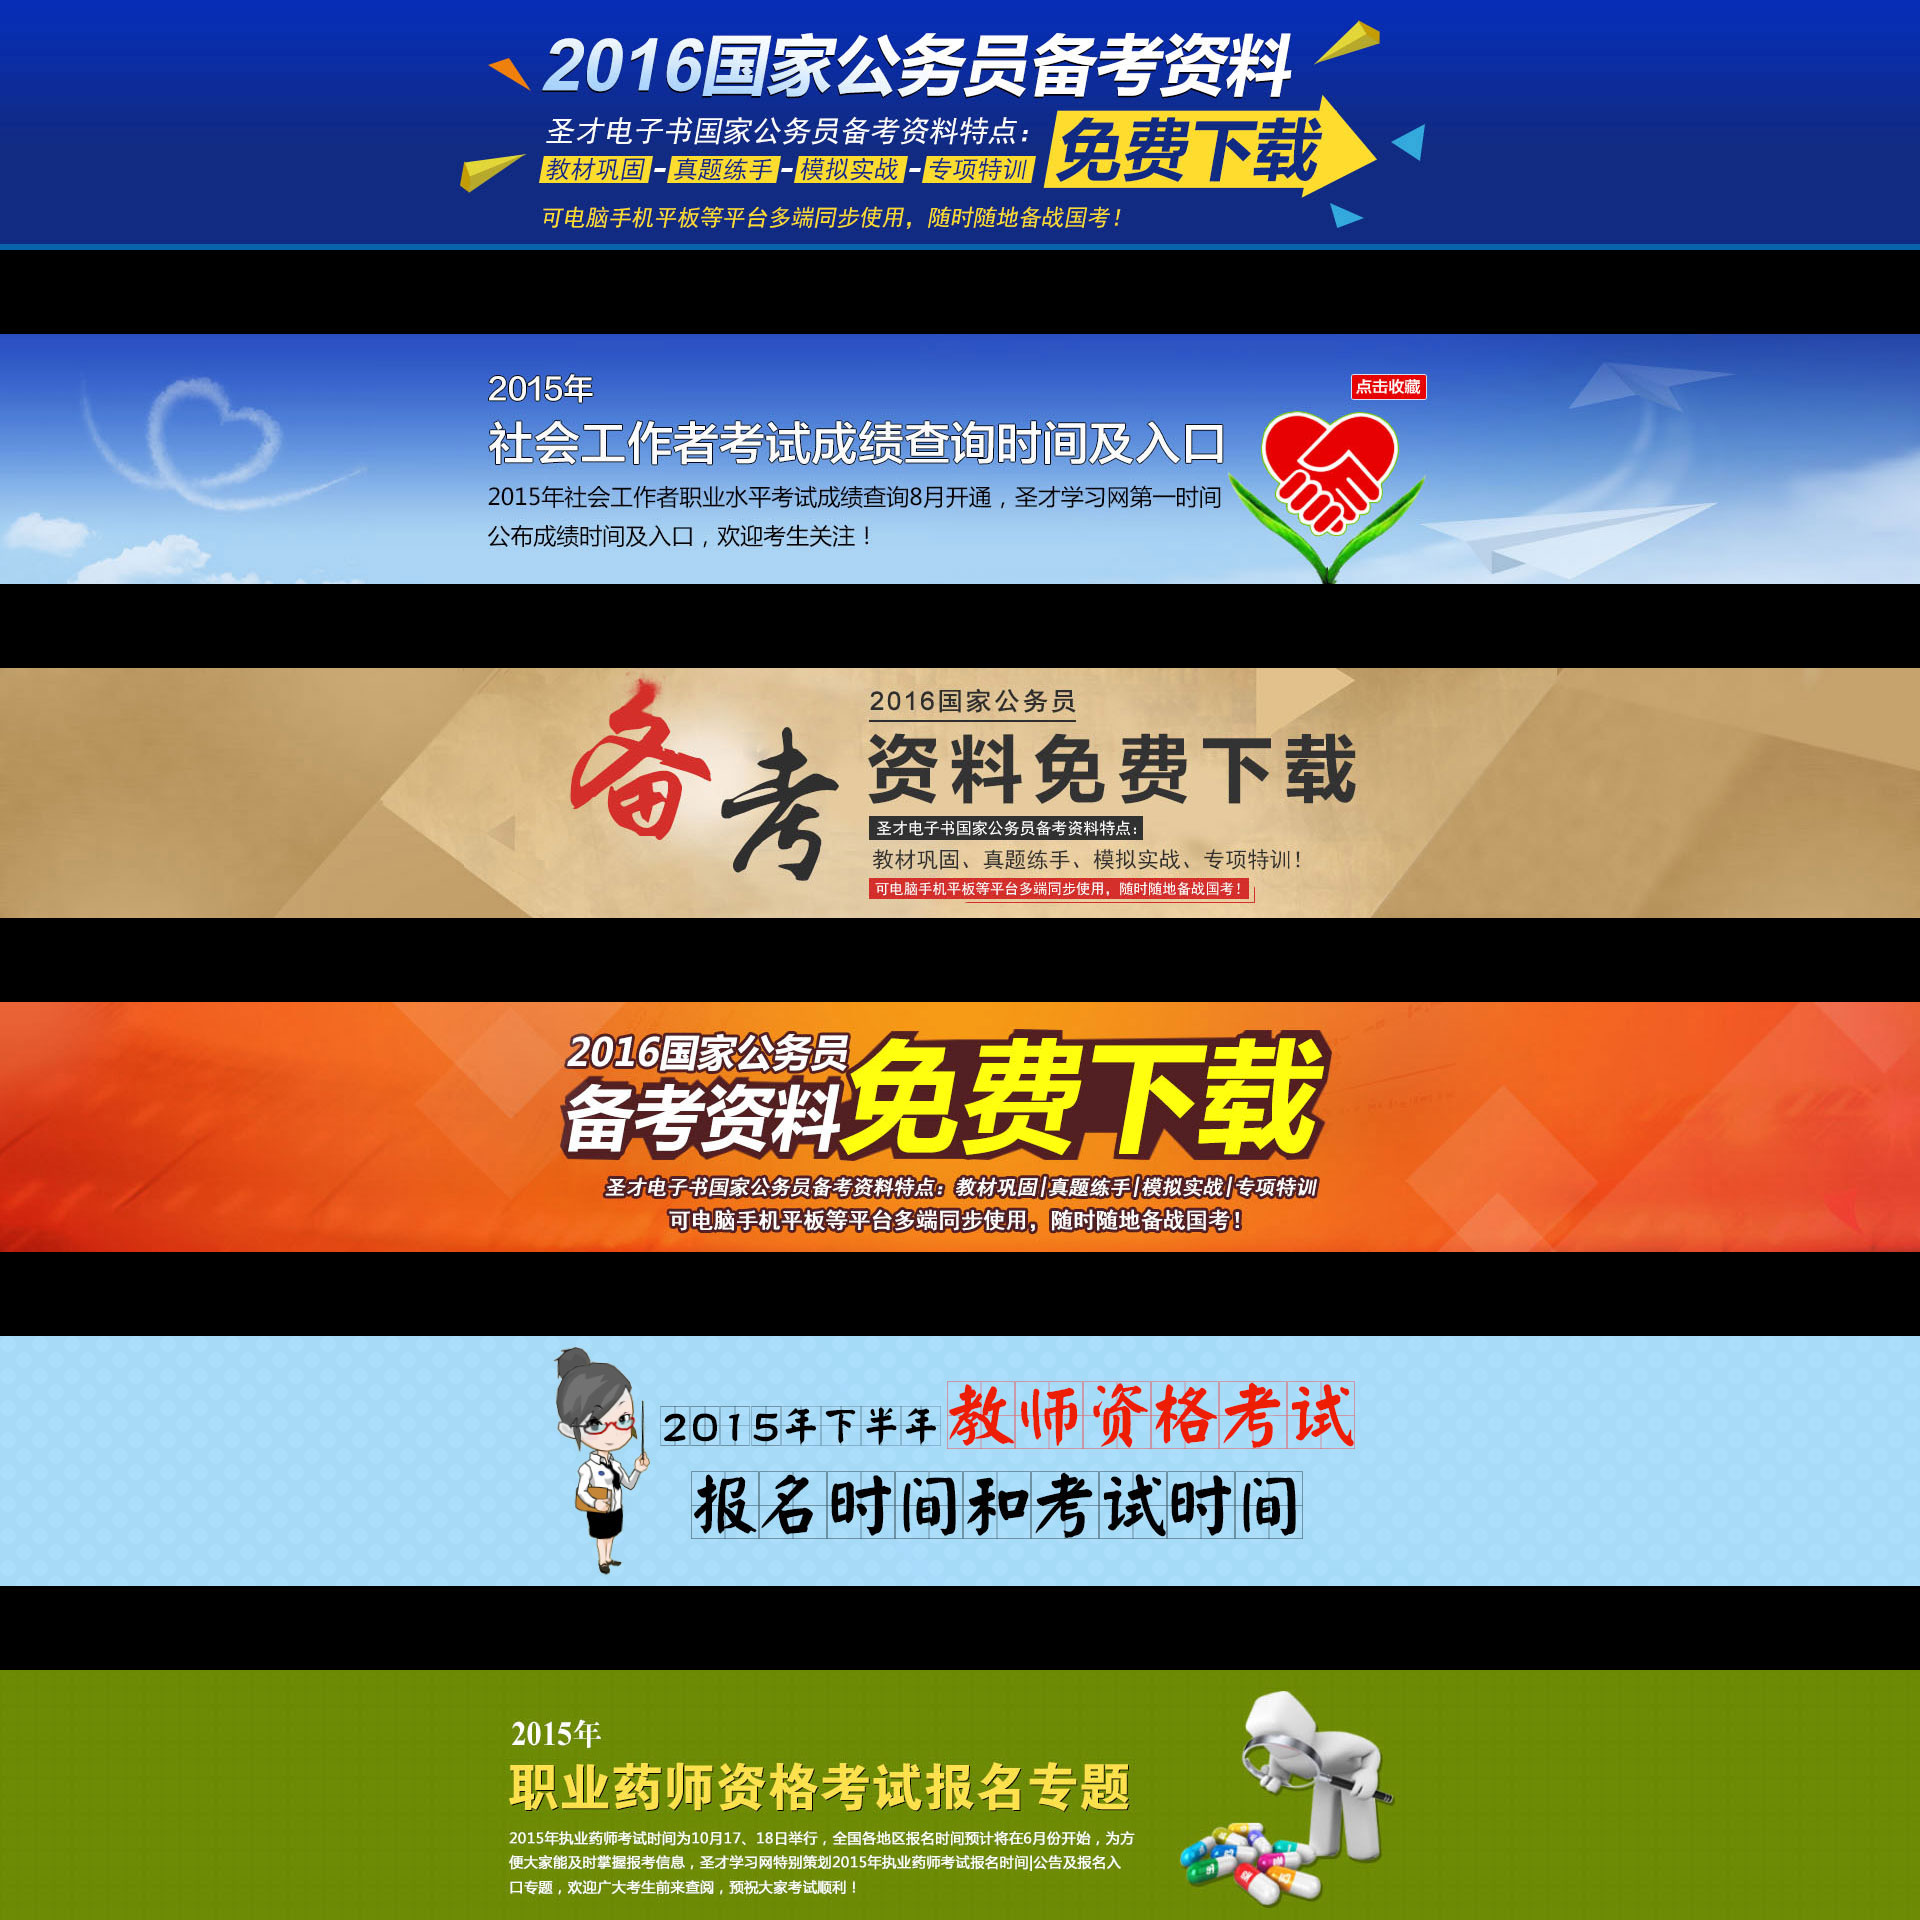 2016国家公务员备考资料
圣才电子书国家公务员备考资料特点：
教材巩固-真题练手-模拟实战-专项特训
免费下载
可电脑手机平板等平台多端同步使用，随时随地备战国考！
2015年
点击收藏
社会工作者考试成绩查询时间及入口
2015年社会工作者职业水平考试成绩查询8月开通，圣才学习网第一时间
公布成绩时间及入口，欢迎考生关注！
备考
2016国家公务员
资料免费下载
圣才电子书国家公务员备考资料特点：
教材巩固、真题练手、模拟实战、专项特训！
可电脑手机平板等平台多端同步使用，随时随地备战国考！
2016国家公务员
备考资料
免费下载
圣才电子书国家公务员备考资料特点：教材巩固|真题练手|模拟实战|专项特训
可电脑手机平板等平台多端同步使用，随时随地备战国考！
2015年下半年教师资格考试
报名时间和考试时间
2015年
职业药师资格考试报名专题
2015年执业药师考试时间为10月17、18日举行，全国各地区报名时间预计将在6月份开始，为方
便大家能及时掌握报考信息，圣才学习网特别策划2015年执业药师考试报名时间|公告及报名入
口专题，欢迎广大考生前来查阅，预祝大家考试顺利！